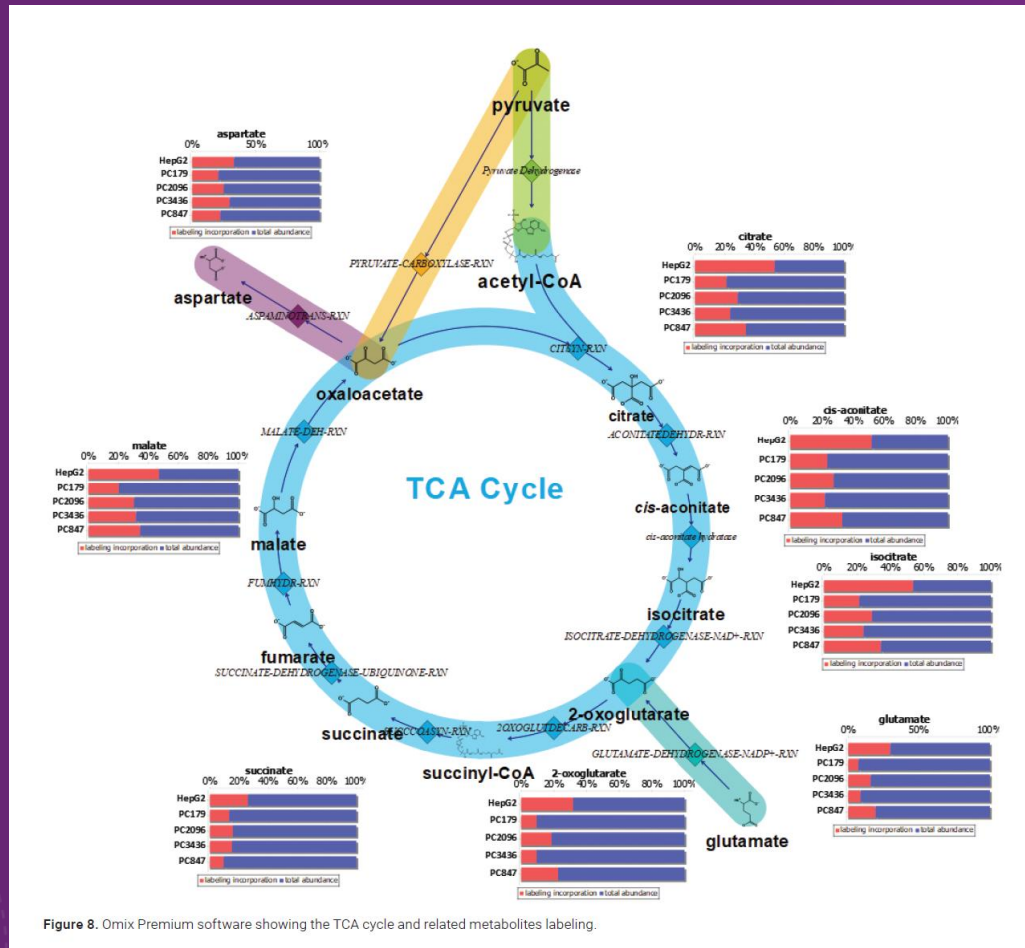 pyruvate
Pyruvate Dehydrogenase
acetyl-CoA
PYRUVATE-CARBOXYLASE-RXN
aspartate
0% 50% 100%
HepG2
PC179
PC2096
PC3436
PC847
labeling incorporation total abundance
aspartate
ASPAMINOTRANS-RXN
oxaloacetate
CITSYN-RXN
citrate
0% 20% 40% 60% 80% 100%
HepG2
PC179
PC2096
PC3436
PC847
labeling incorporation total abundance
citrate
ACONITATEDEHYDR-RXN
cis-aconitate
0% 20% 40% 60% 80% 100%
HepG2
PC179
PC2096
PC3436
PC847
labeling incorporation total abundance
MALATE-DEH-RXN
malate
0% 20% 40% 60% 80% 100%
HepG2
PC179
PC2096
PC3436
PC847
labeling incorporation total abundance
TCA Cycle
cis-aconitate
cis-aconitate hydratase
malate
isocitrate
0% 20% 40% 60% 80% 100%
HepG2
PC179
PC2096
PC3436
PC847
labeling incorporation total abundance
FUMHYDR-RXN
isocitrate
ISOCITRATE-DEHYDROGENASE-NAD+-RXN
fumarate
SUCCINATE-DEHYDROGENASE-UBIQUINONE-RXN
2-oxoglutarate
succinate
SUCCCOASYN-RXN
2OXOGLUTDECARB-RXN
GLUTAMATE-DEHYDROGENASE-NADP+-RXN
glutamate
0% 50% 100%
HepG2
PC179
PC2096
PC3436
PC847
labeling incorporation total abundance
succinyl-CoA
succinate
0% 20% 40% 60% 80% 100%
HepG2
PC179
PC2096
PC3436
PC847
labeling incorporation total abundance
2-oxoglutarate
0% 20% 40% 60% 80% 100%
HepG2
PC179
PC2096
PC3436
PC847
labeling incorporation total abundance
glutamate
Figure 8. Omix Premium software showing the TCA cycle and related metabolites labeling.